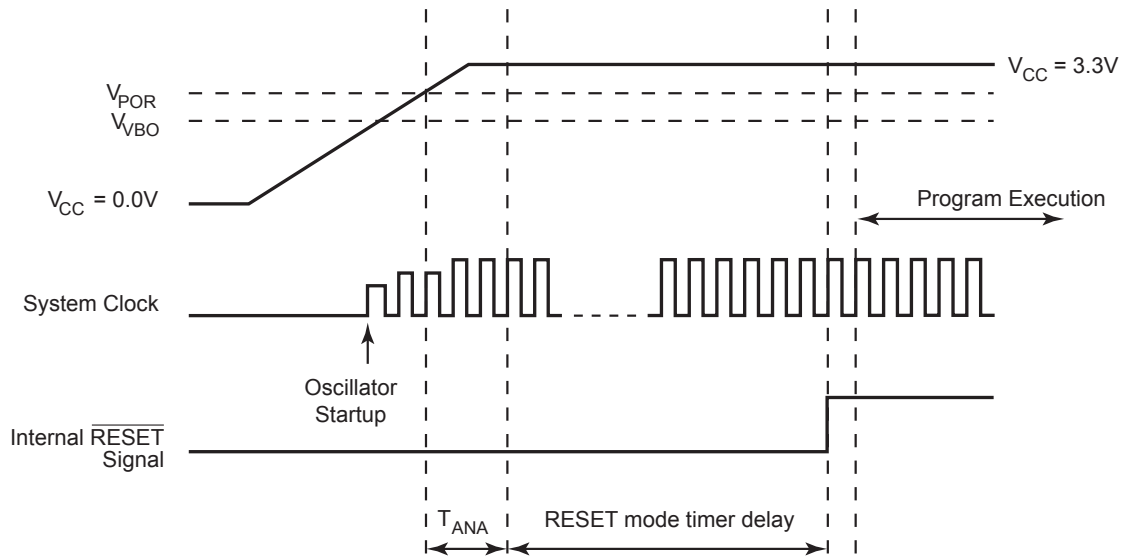 V_CC = 3.3V
V_POR
V_VBO
V_CC = 0.0V
Program Execution
System Clock
Oscillator
Startup
Internal R̅E̅S̅E̅T̅
Signal
T_ANA
RESET mode timer delay